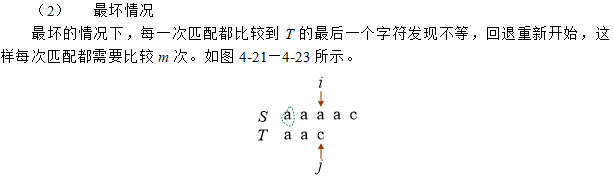 （2） 最坏情况
最坏的情况下，每一次匹配都比较到 T 的最后一个字符发现不等，回退重新开始，这
样每次匹配都需要比较 m 次。如图 4-21－4-23 所示。
i
S a a a a c
T a a c
j